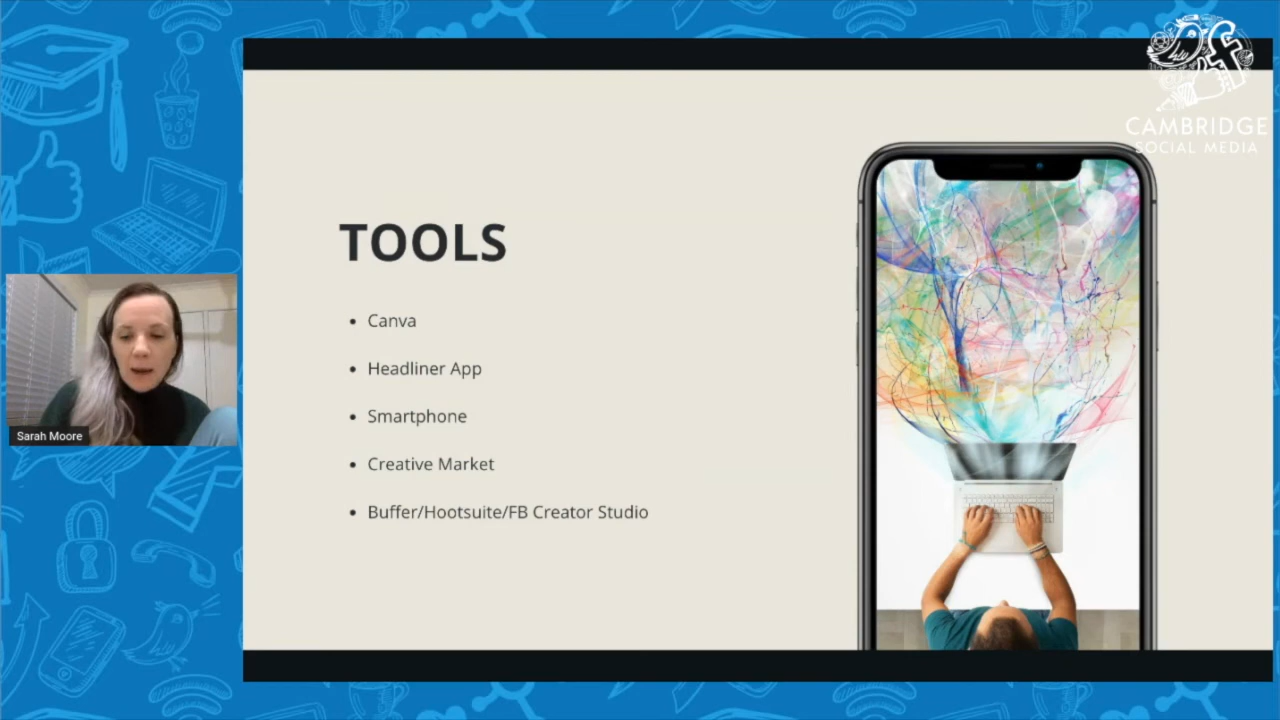 CAMBRIDGE
SOCIAL MEDIA
TOOLS
• Canva
• Headliner App
• Smartphone
• Creative Market
• Buffer/Hootsuite/FB Creator Studio
Sarah Moore